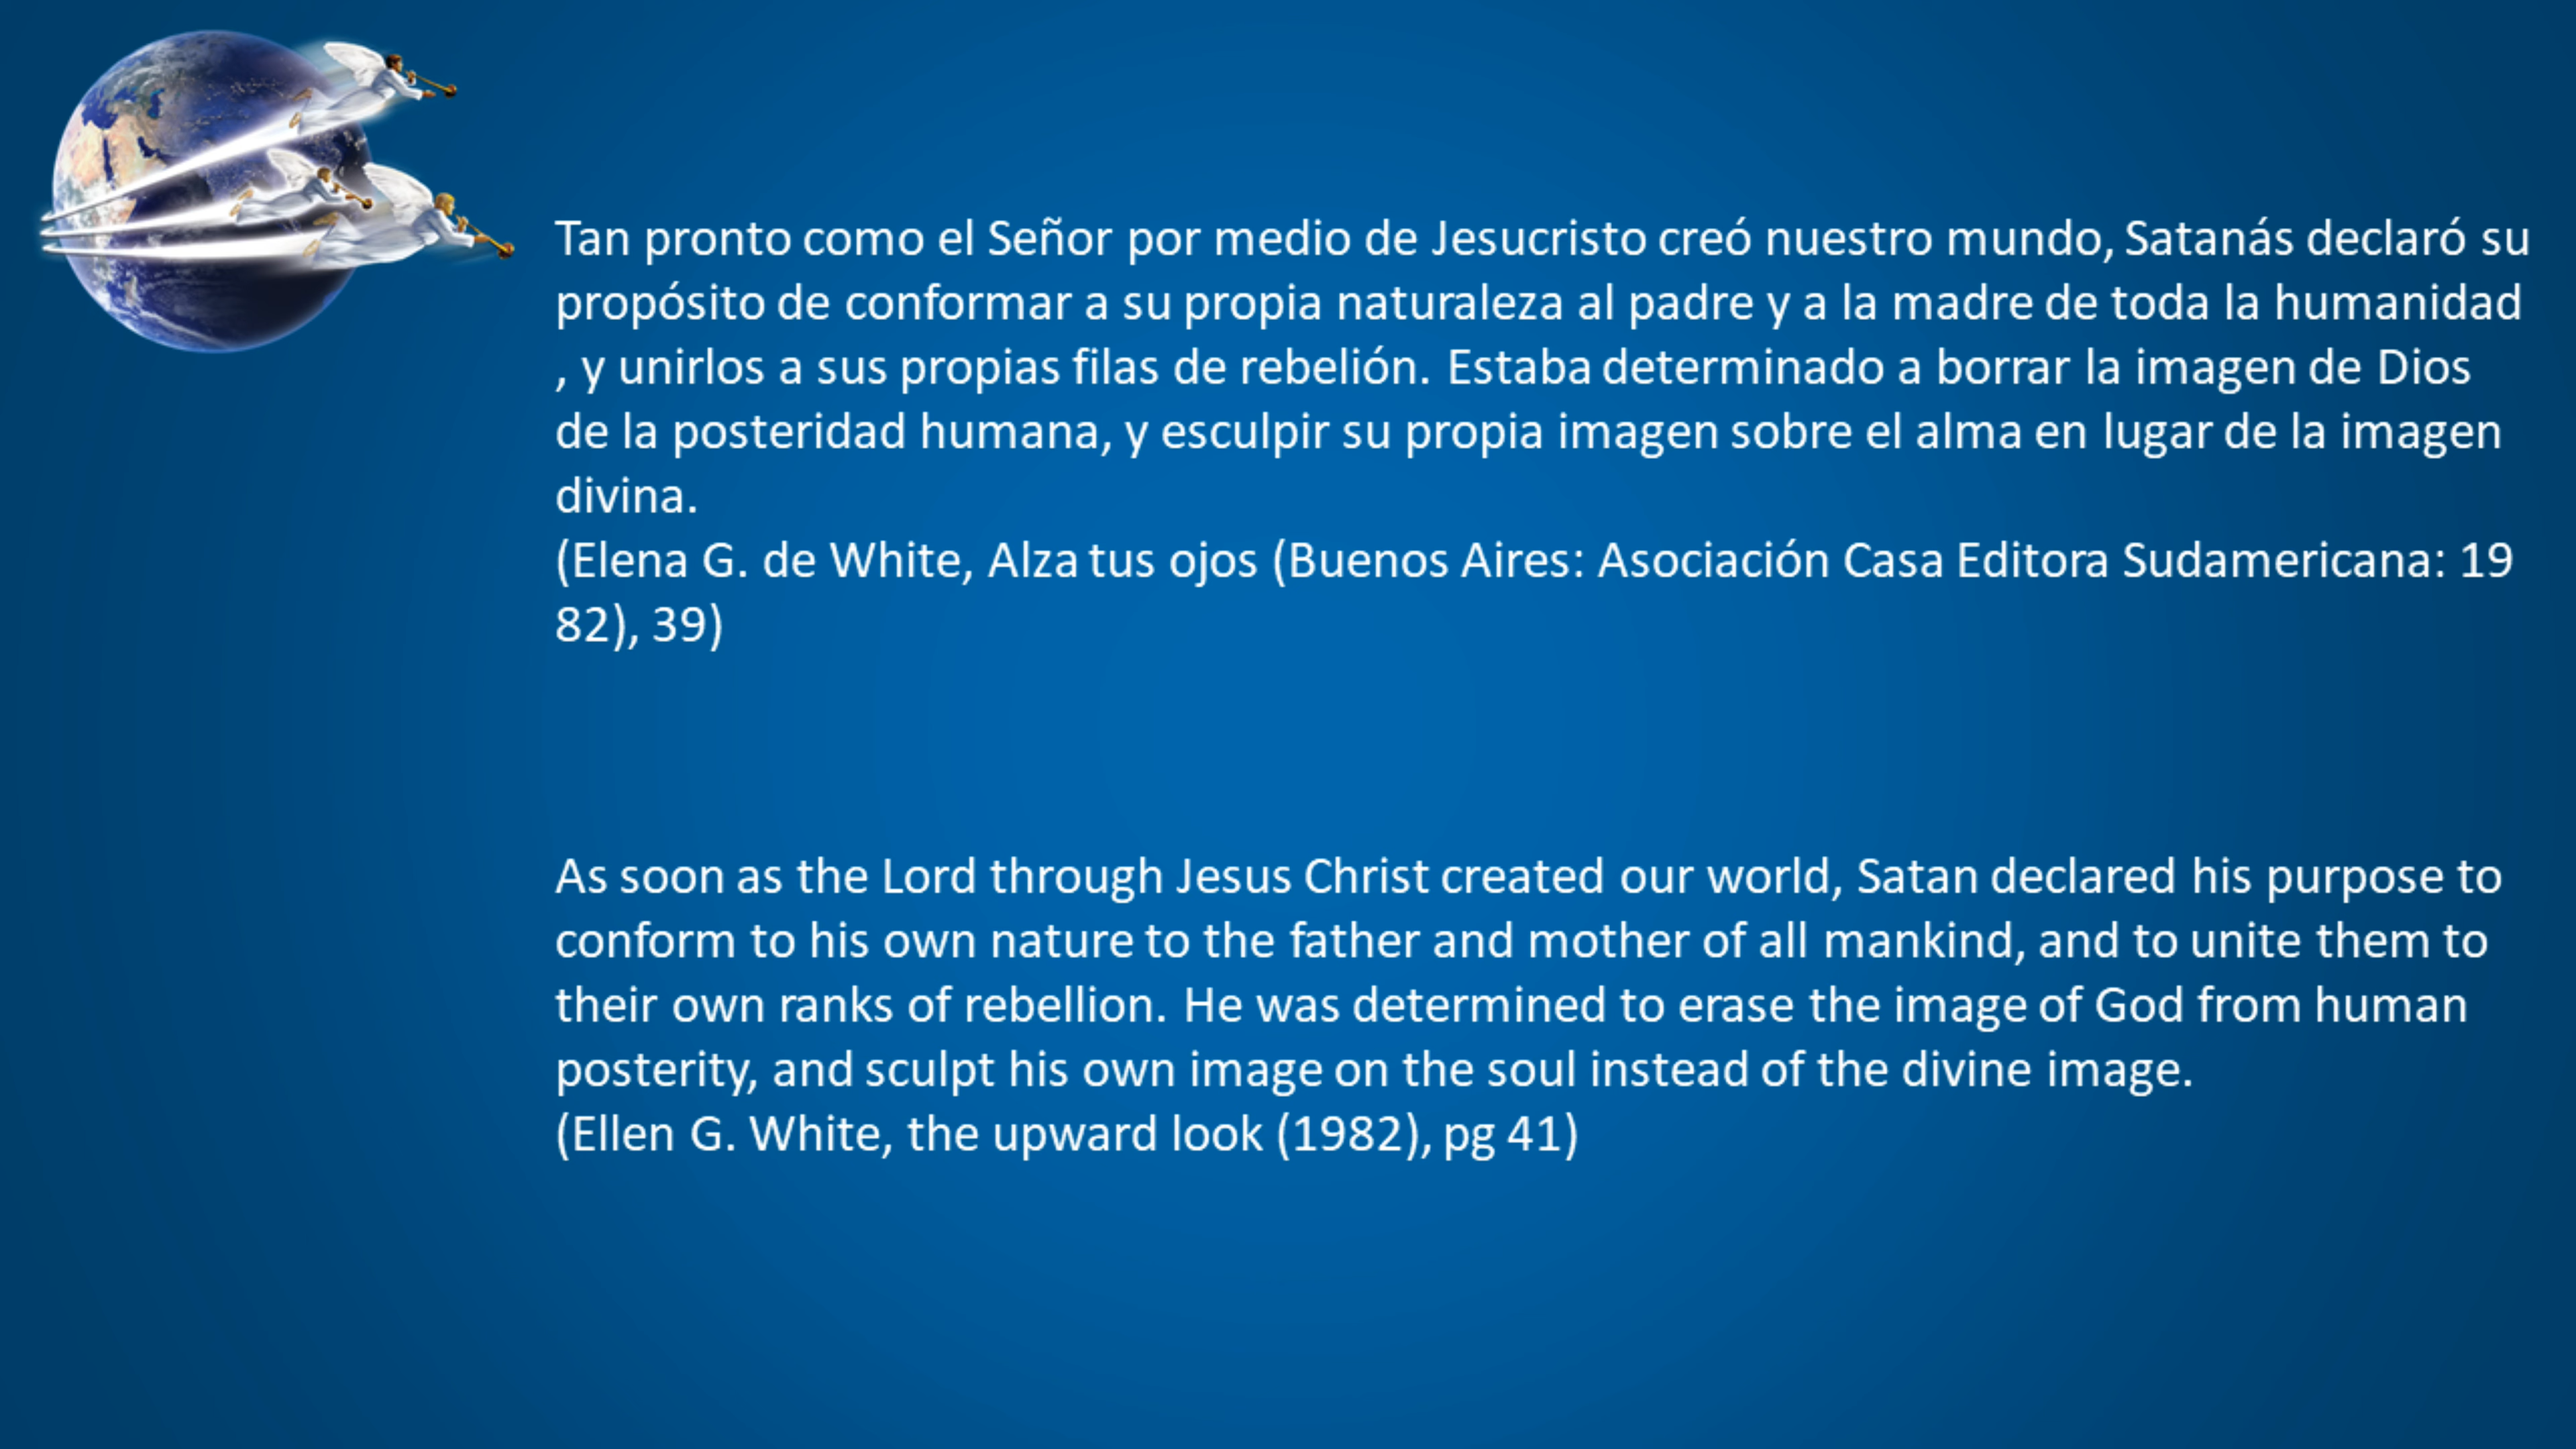 Tan pronto como el Señor por medio de Jesucristo creó nuestro mundo, Satanás declaró su
propósito de conformar a su propia naturaleza al padre y a la madre de toda la humanidad
, y unirlos a sus propias filas de rebelión. Estaba determinado a borrar la imagen de Dios
de la posteridad humana, y esculpir su propia imagen sobre el alma en lugar de la imagen
divina.
(Elena G. de White, Alza tus ojos (Buenos Aires: Asociación Casa Editora Sudamericana: 19
82), 39)
As soon as the Lord through Jesus Christ created our world, Satan declared his purpose to
conform to his own nature to the father and mother of all mankind, and to unite them to
their own ranks of rebellion. He was determined to erase the image of God from human
posterity, and sculpt his own image on the soul instead of the divine image.
(Ellen G. White, the upward look (1982), pg 41)